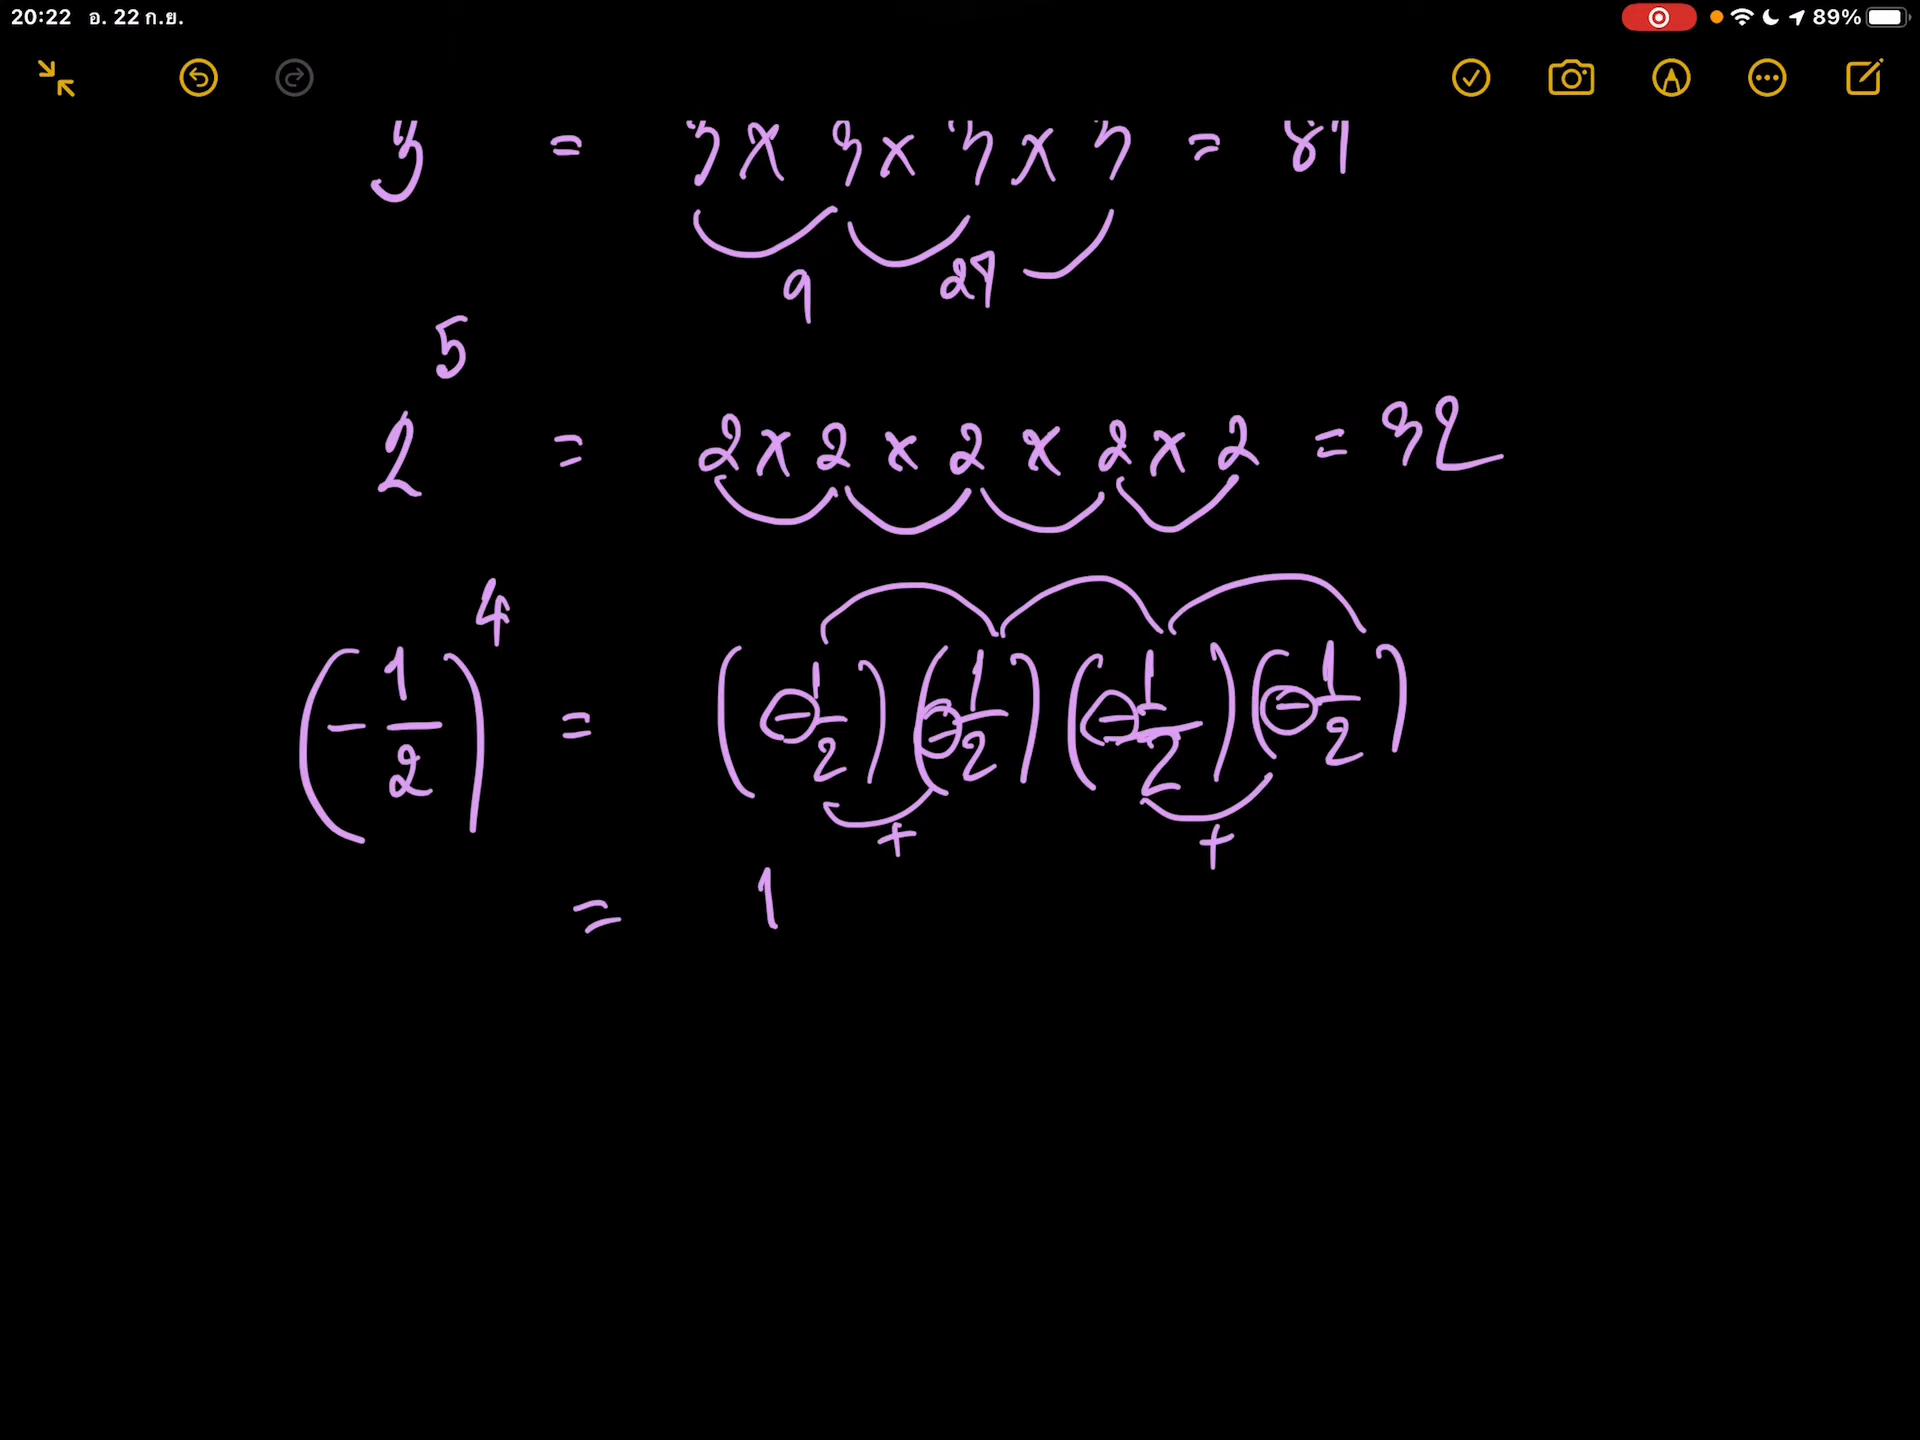 20:22 อ. 22 ก.ย. 89%
3 = 3 x 3 x 3 x 3 = 81
9 27
2^5 = 2 x 2 x 2 x 2 x 2 = 32
(-1/2)^4 = (-1/2)(-1/2)(-1/2)(-1/2)
+ +
= 1